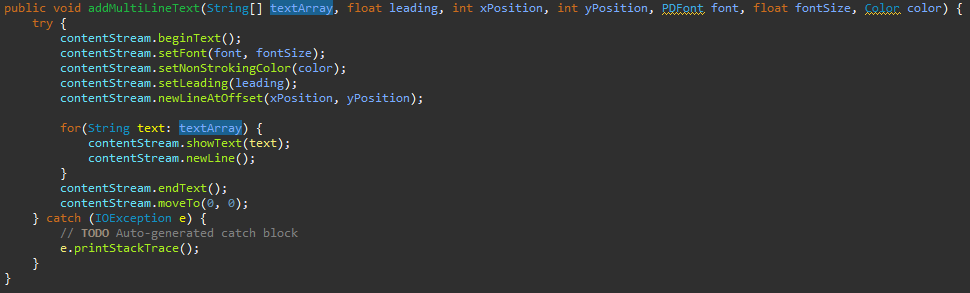 public void addMultiLineText(String[] textArray, float leading, int xPosition, int yPosition, PDFont font, float fontSize, Color color) {
    try {
        contentStream.beginText();
        contentStream.setFont(font, fontSize);
        contentStream.setNonStrokingColor(color);
        contentStream.setLeading(leading);
        contentStream.newLineAtOffset(xPosition, yPosition);

        for(String text: textArray) {
            contentStream.showText(text);
            contentStream.newLine();
        }
        contentStream.endText();
        contentStream.moveTo(0, 0);
    } catch (IOException e) {
        // TODO Auto-generated catch block
        e.printStackTrace();
    }
}